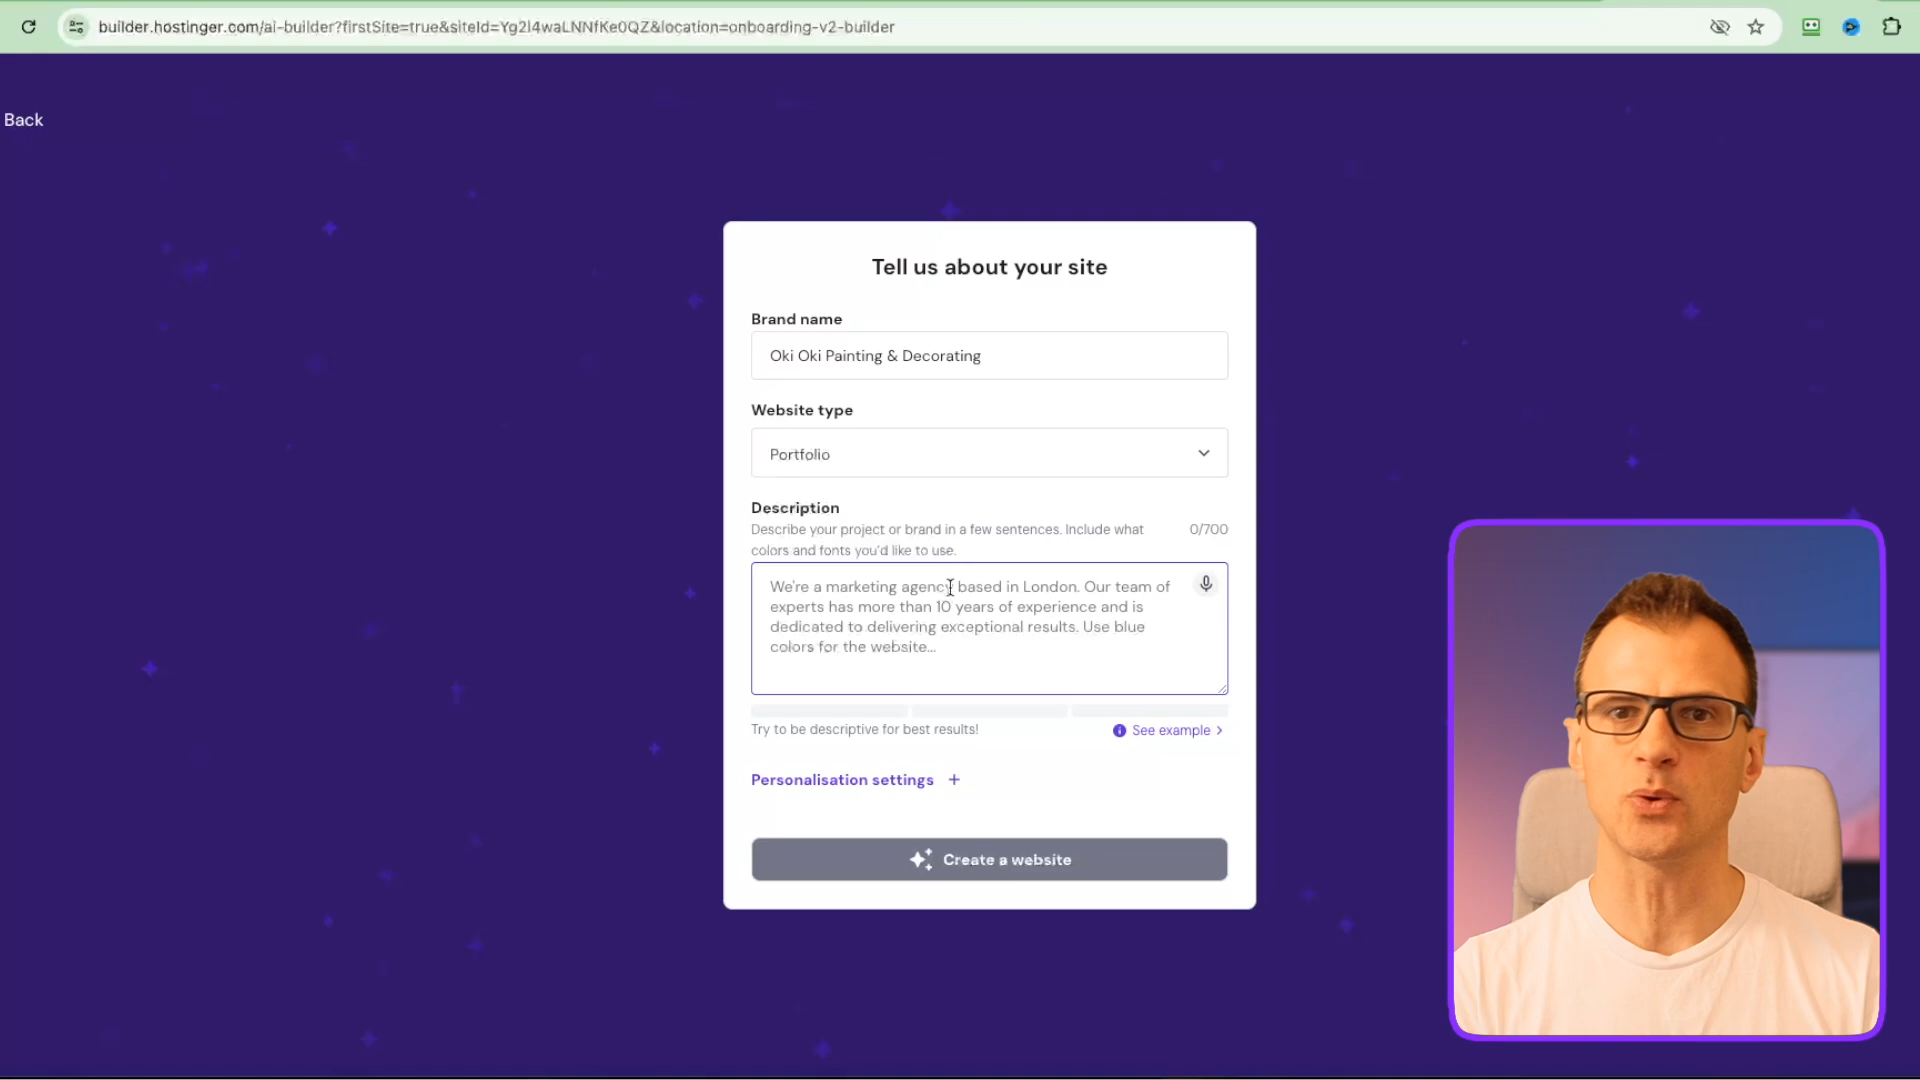 builder.hostinger.com/ai-builder?firstSite=true&siteId=Yg2l4waLNNfKe0QZ&location=onboarding-v2-builder
Back
Tell us about your site
Brand name
Oki Oki Painting & Decorating
Website type
Portfolio
Description
Describe your project or brand in a few sentences. Include what
colors and fonts you'd like to use.
0/700
We're a marketing agency based in London. Our team of
experts has more than 10 years of experience and is
dedicated to delivering exceptional results. Use blue
colors for the website...
Try to be descriptive for best results!
See example
Personalisation settings +
Create a website